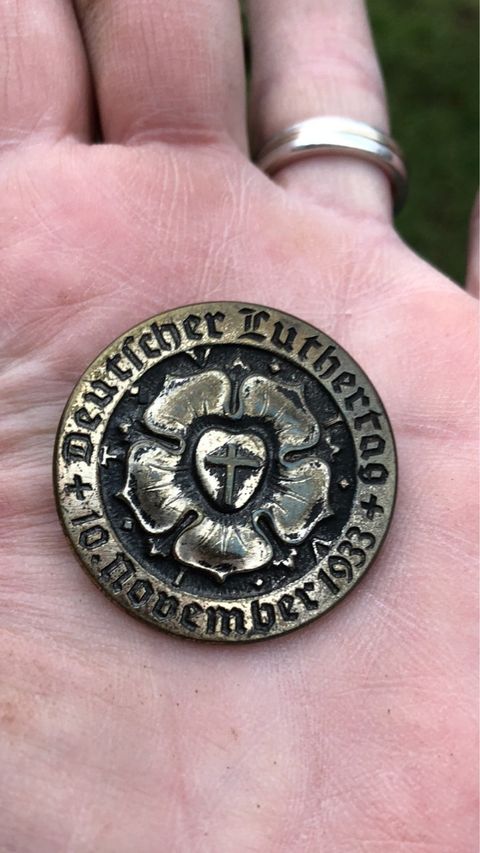 Deutscher Luthertag
10. November 1933